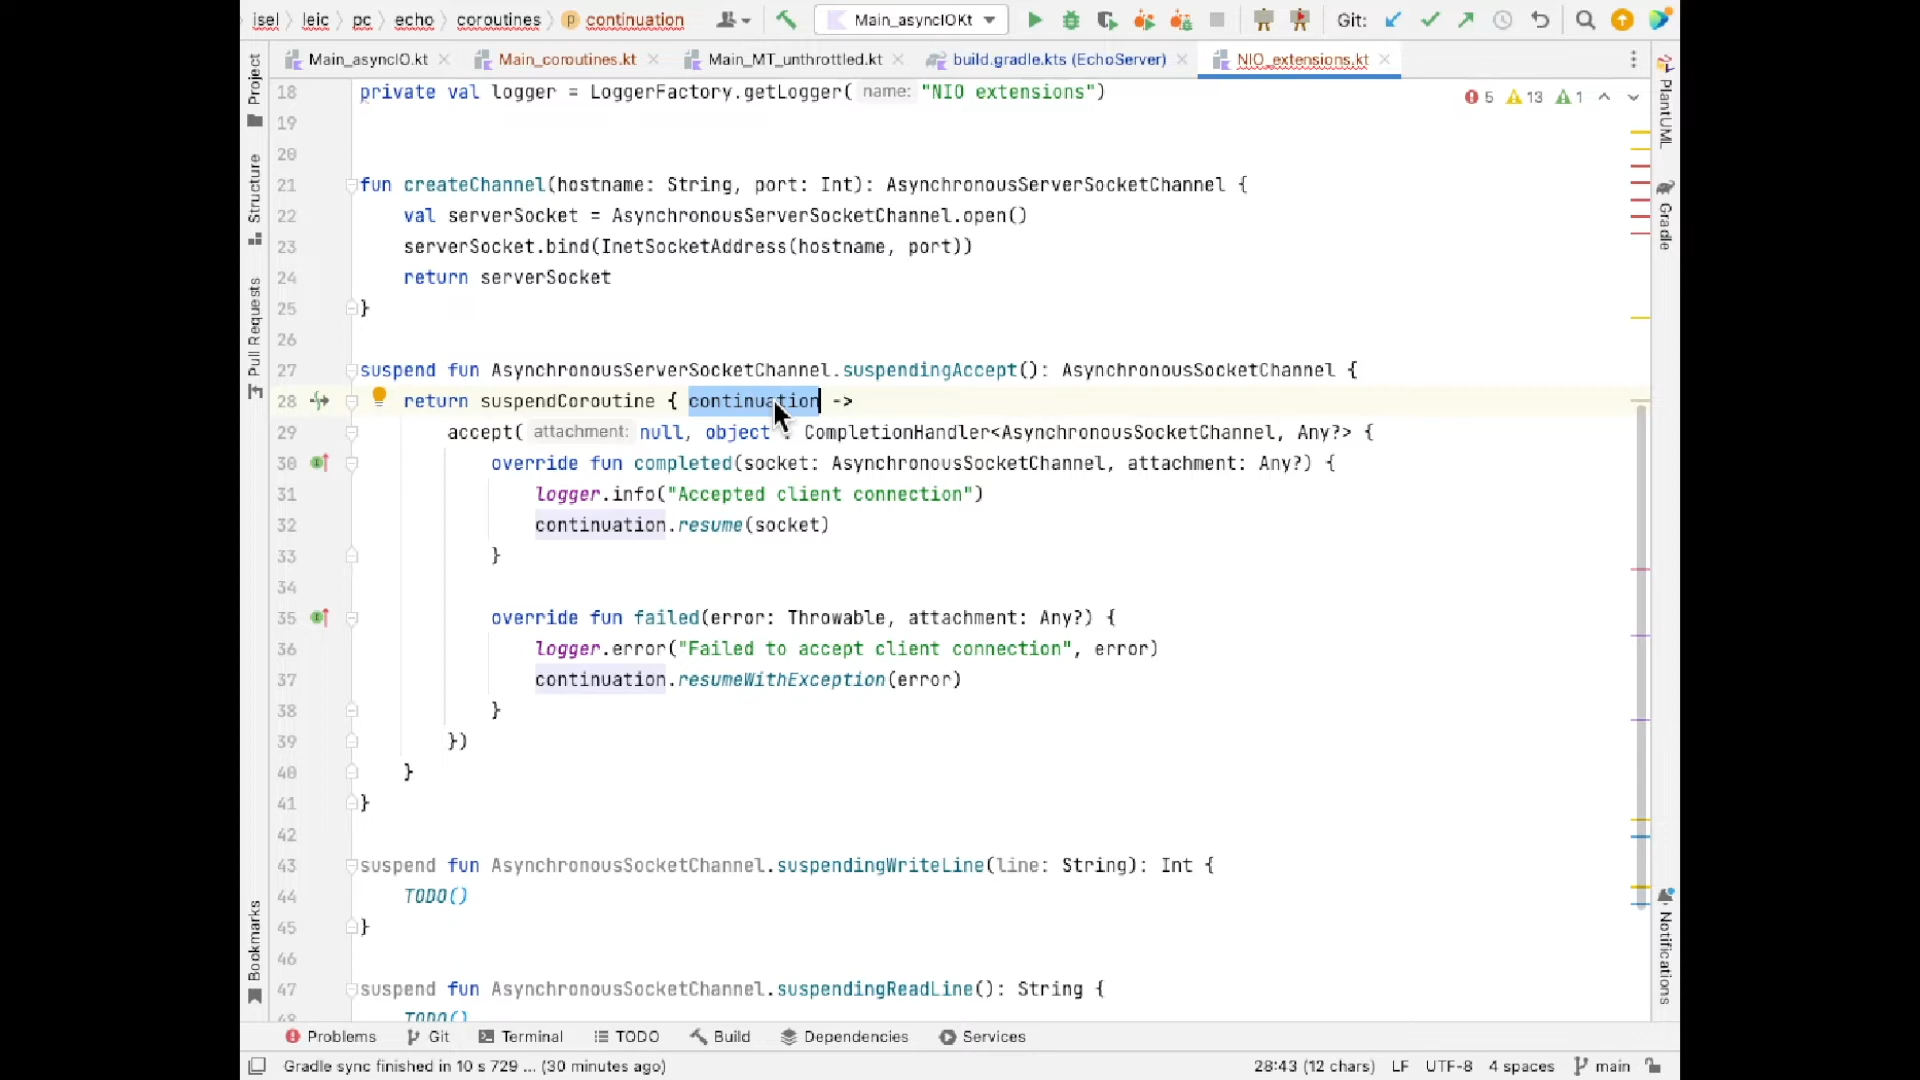 isel leic pc echo coroutines continuation Main_asyncIOKt Git:
Main_asyncIO.kt Main_coroutines.kt Main_MT_unthrottled.kt build.gradle.kts (EchoServer) NIO_extensions.kt
Project
Structure
Pull Requests
Bookmarks
5 13 1
18 private val logger = LoggerFactory.getLogger( name: "NIO extensions")
19
20
21 fun createChannel(hostname: String, port: Int): AsynchronousServerSocketChannel {
22 val serverSocket = AsynchronousServerSocketChannel.open()
23 serverSocket.bind(InetSocketAddress(hostname, port))
24 return serverSocket
25 }
26
27 suspend fun AsynchronousServerSocketChannel.suspendingAccept(): AsynchronousSocketChannel {
28 return suspendCoroutine { continuation ->
29 accept( attachment: null, object : CompletionHandler<AsynchronousSocketChannel, Any?> {
30 override fun completed(socket: AsynchronousSocketChannel, attachment: Any?) {
31 logger.info("Accepted client connection")
32 continuation.resume(socket)
33 }
34
35 override fun failed(error: Throwable, attachment: Any?) {
36 logger.error("Failed to accept client connection", error)
37 continuation.resumeWithException(error)
38 }
39 })
40 }
41 }
42
43 suspend fun AsynchronousSocketChannel.suspendingWriteLine(line: String): Int {
44 TODO()
45 }
46
47 suspend fun AsynchronousSocketChannel.suspendingReadLine(): String {
48 TODO()
PlantUML
Gradle
Notifications
Problems Git Terminal TODO Build Dependencies Services
Gradle sync finished in 10 s 729 ... (30 minutes ago) 28:43 (12 chars) LF UTF-8 4 spaces main